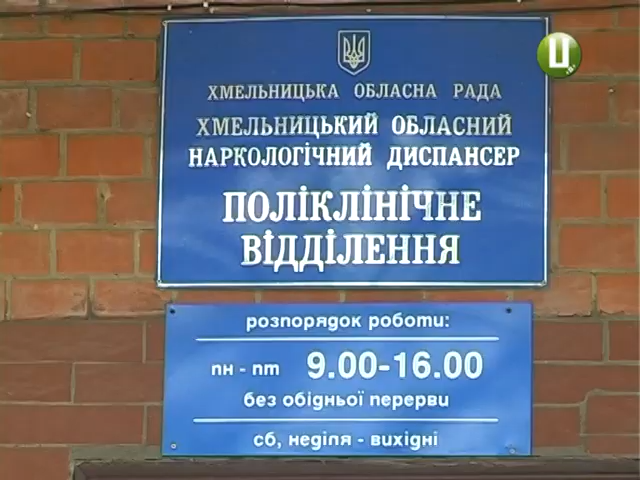 ХМЕЛЬНИЦЬКА ОБЛАСНА РАДА
ХМЕЛЬНИЦЬКИЙ ОБЛАСНИЙ
НАРКОЛОГІЧНИЙ ДИСПАНСЕР
ПОЛІКЛІНІЧНЕ
ВІДДІЛЕННЯ
розпорядок роботи:
пн - пт 9.00-16.00
без обідньої перерви
сб, неділя - вихідні
Ц